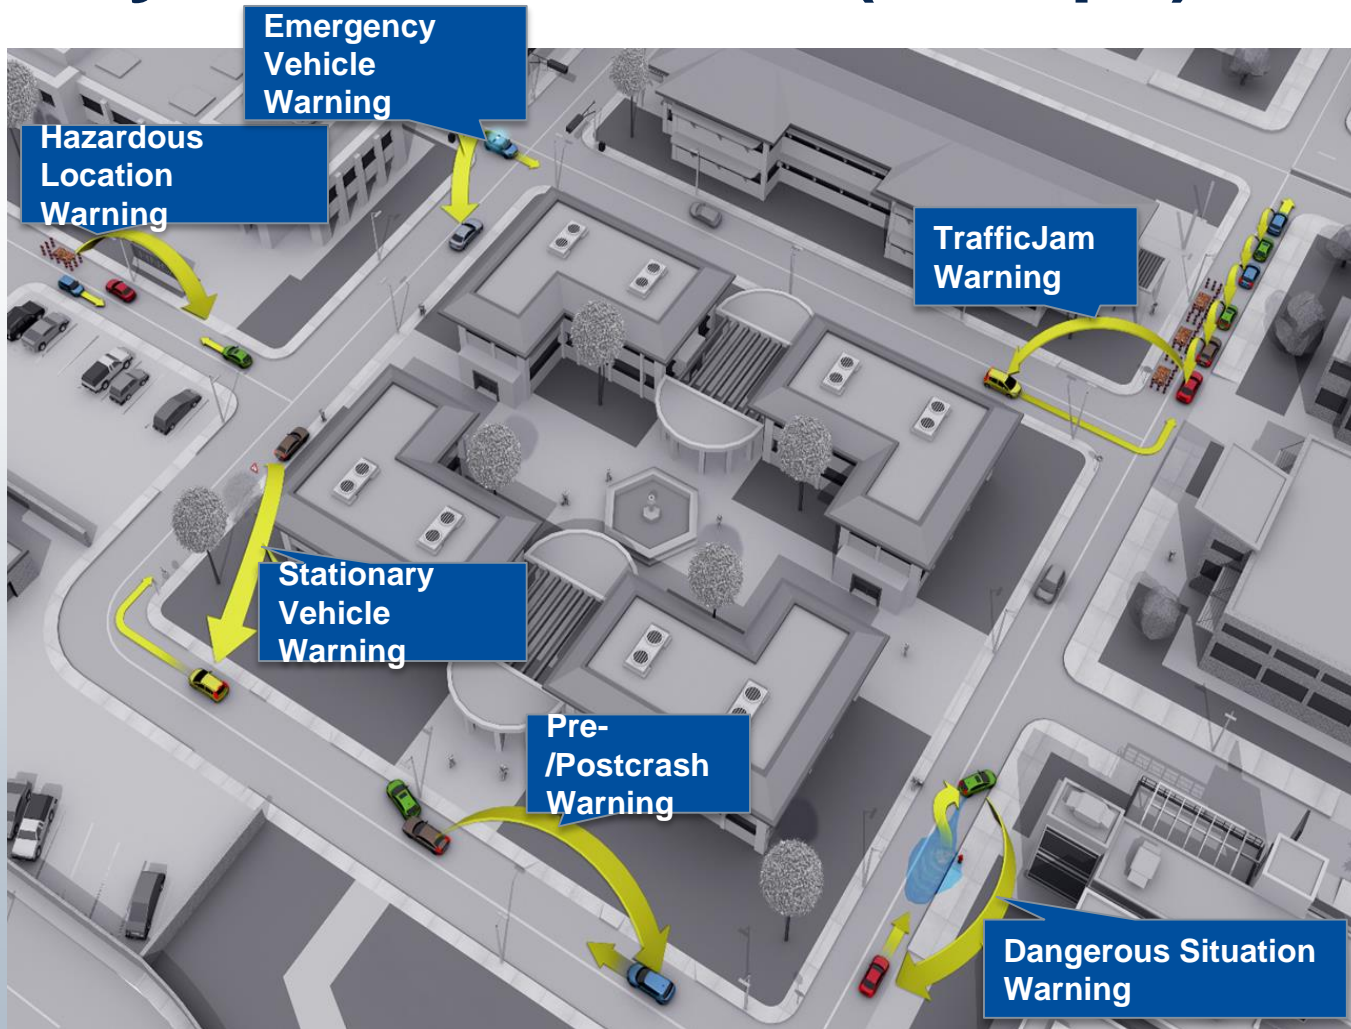 Emergency
Vehicle
Warning
Hazardous
Location
Warning
TrafficJam
Warning
Stationary
Vehicle
Warning
Pre-
/Postcrash
Warning
Dangerous Situation
Warning